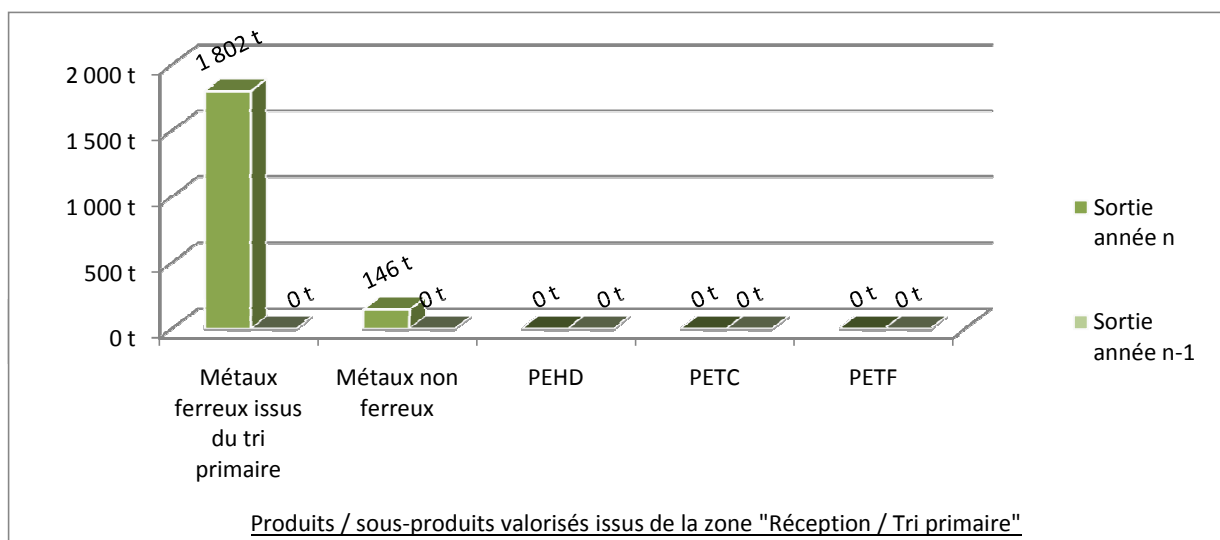 2 000 t
1 500 t
1 000 t
500 t
0 t
1 802 t
0 t
146 t
0 t
0 t
0 t
0 t
0 t
0 t
0 t
Métaux
ferreux issus
du tri
primaire
Métaux non
ferreux
PEHD
PETC
PETF
Sortie
année n
Sortie
année n-1
Produits / sous-produits valorisés issus de la zone "Réception / Tri primaire"